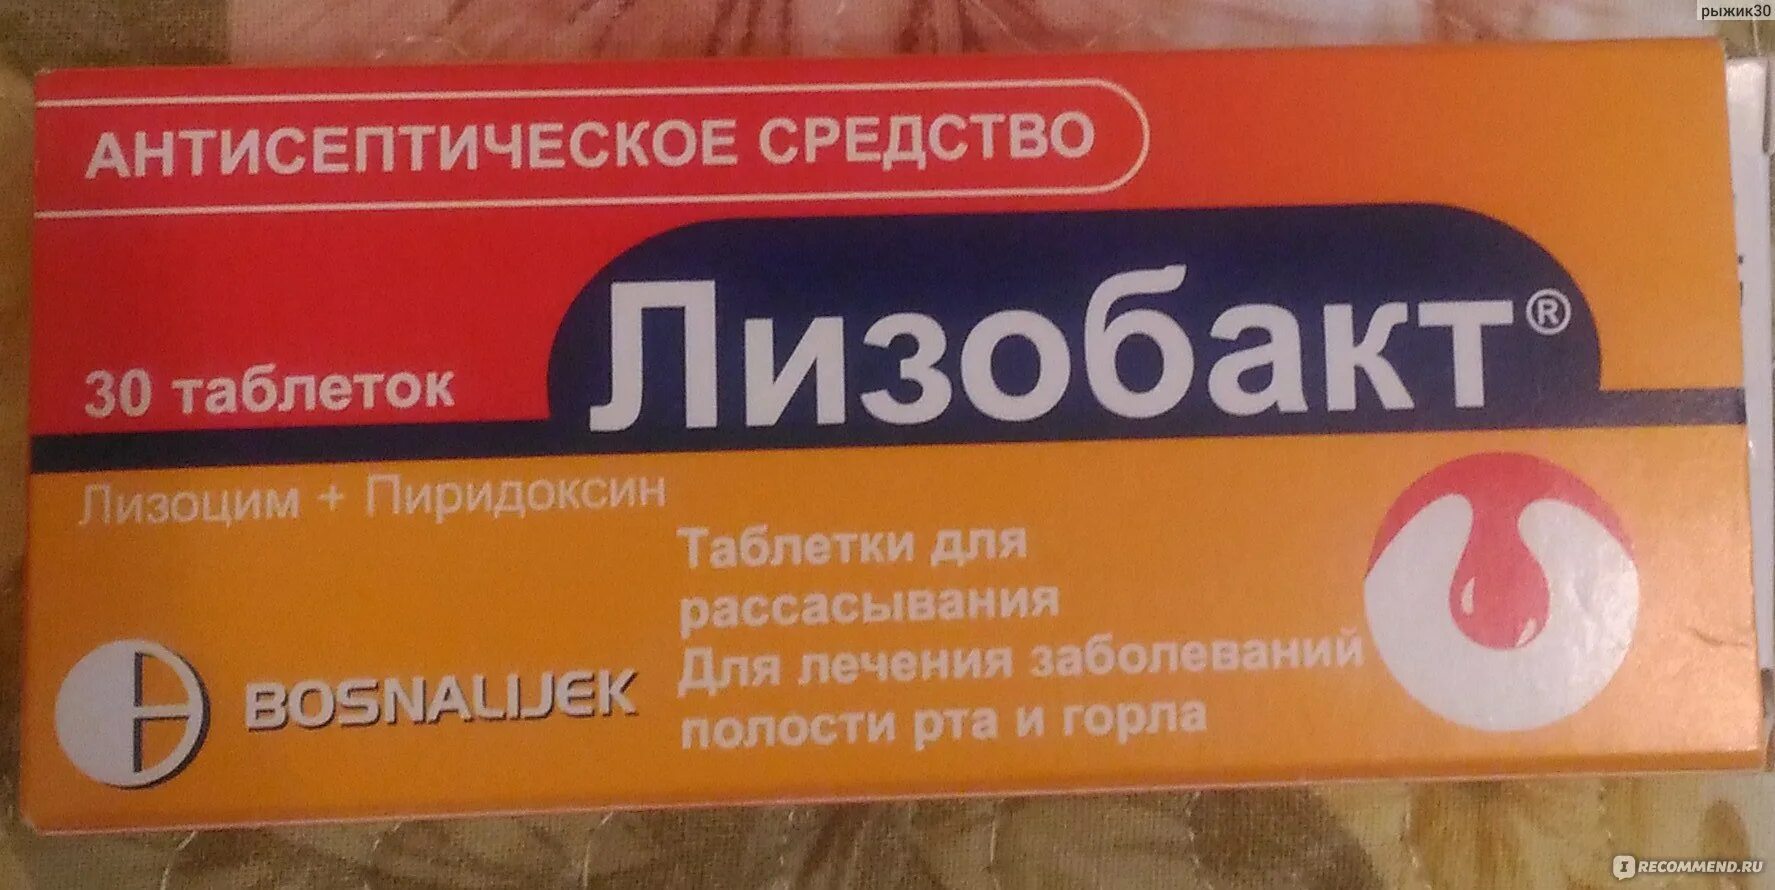 рыжик30
АНТИСЕПТИЧЕСКОЕ СРЕДСТВО
Лизобакт®
30 таблеток
Лизоцим + Пиридоксин
Таблетки для
рассасывания
Для лечения заболеваний
полости рта и горла
BOSNALIJEK
RECOMMEND.RU